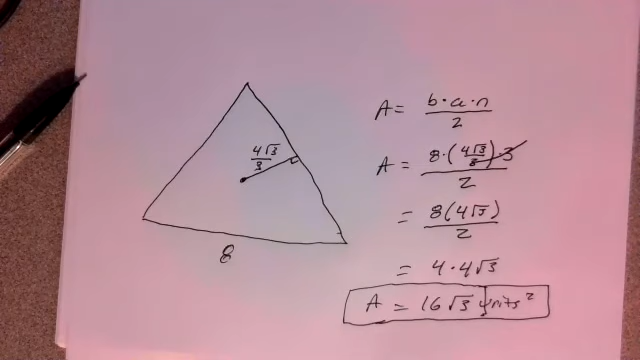 4√3/3
8
A = b·a·n/2
A = 8·(4√3/3)·3/2
= 8(4√3)/2
= 4·4√3
A = 16√3 units²